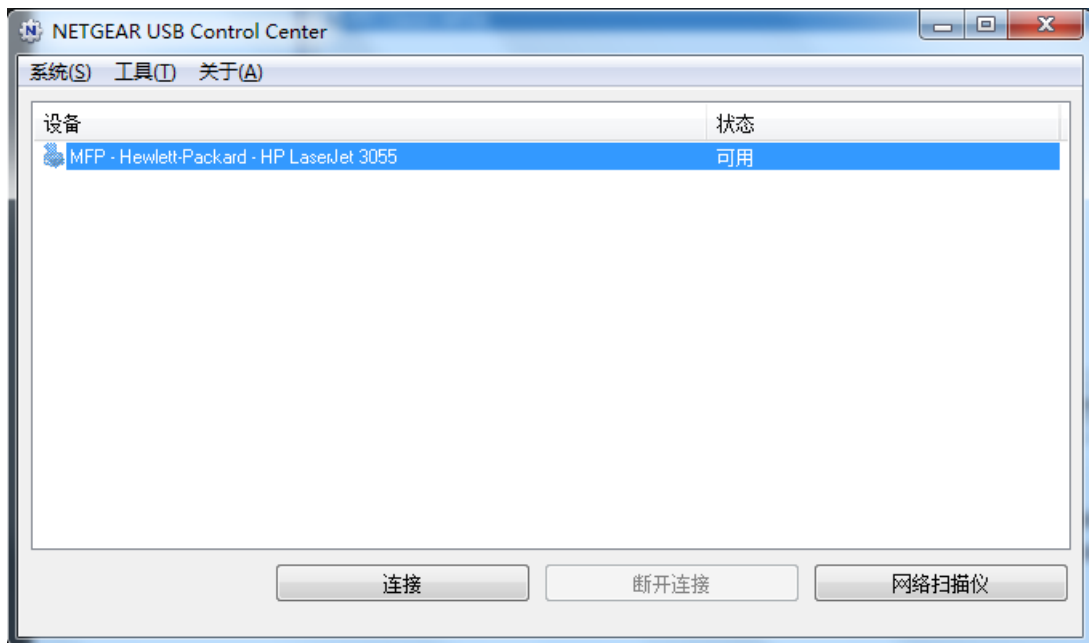 NETGEAR USB Control Center
系统(S) 工具(T) 关于(A)
设备 状态
MFP - Hewlett-Packard - HP LaserJet 3055 可用
连接 断开连接 网络扫描仪